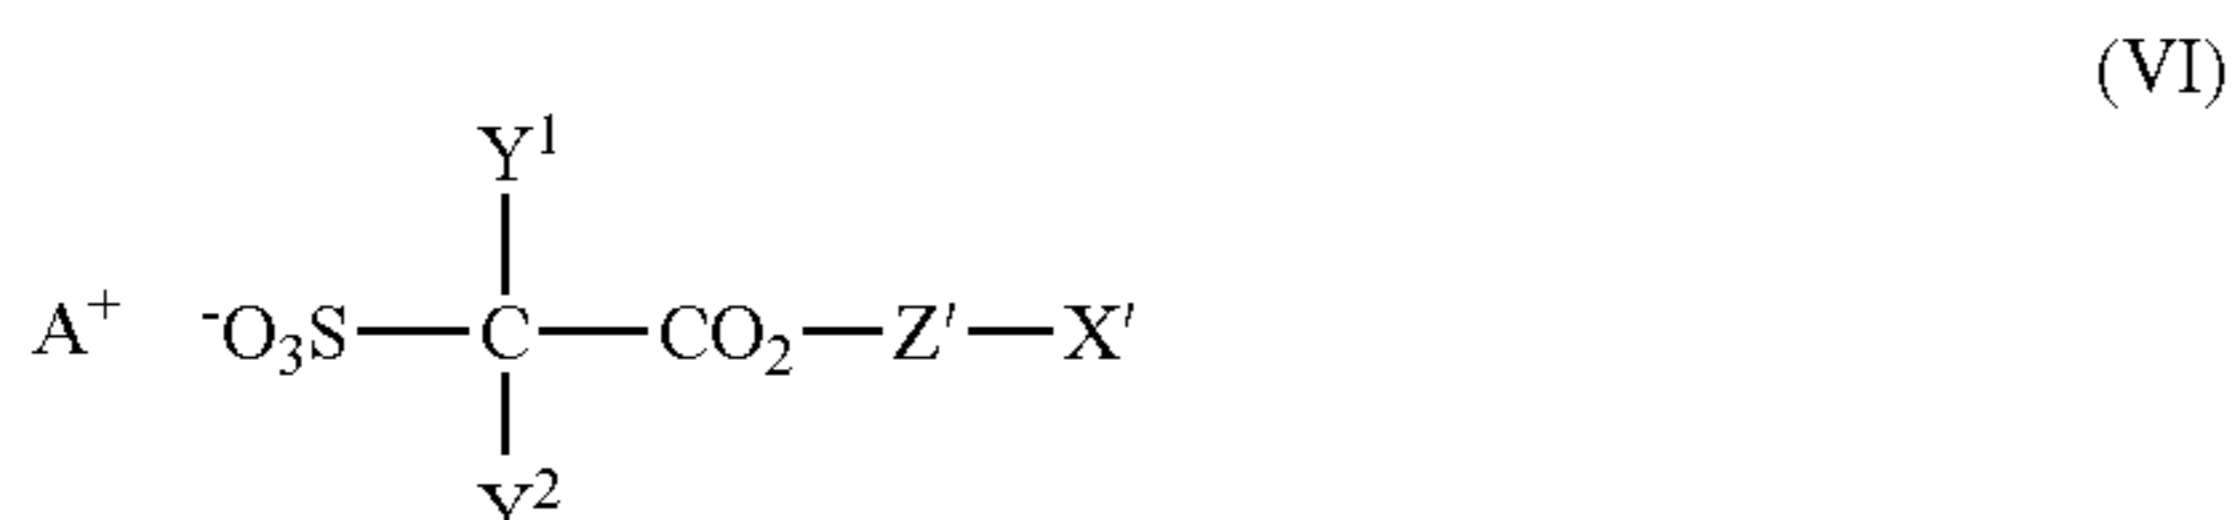 (VI)
Y¹
A⁺ ⁻O₃S—C—CO₂—Z′—X′
Y²